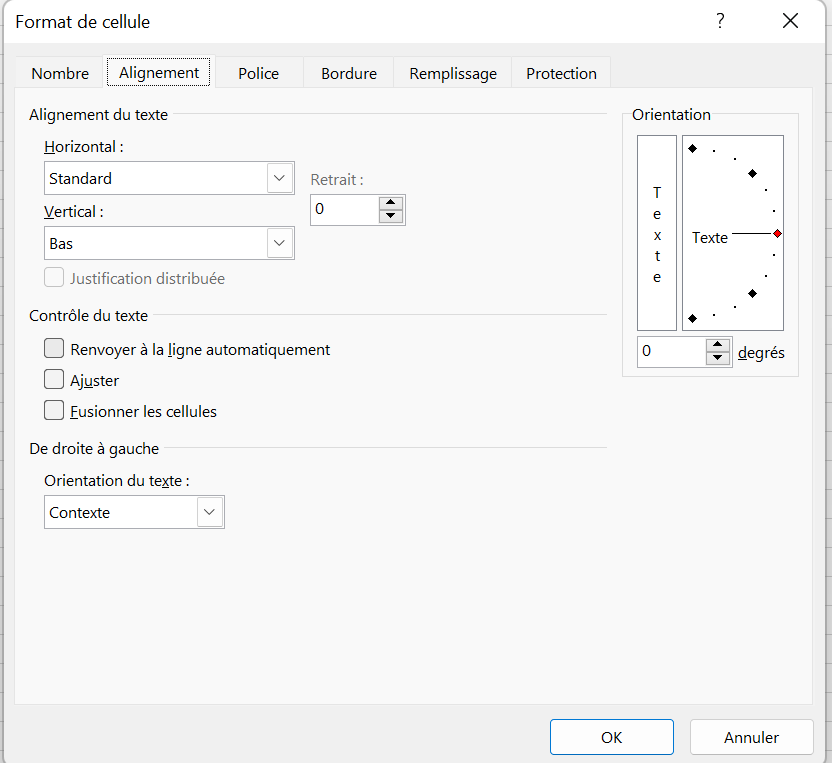 Format de cellule ?
Nombre Alignement Police Bordure Remplissage Protection
Alignement du texte
Horizontal :
Standard
Retrait :
0
Vertical :
Bas
Justification distribuée
Contrôle du texte
Renvoyer à la ligne automatiquement
Ajuster
Fusionner les cellules
De droite à gauche
Orientation du texte :
Contexte
Orientation
T
e
x
t
e
Texte
0 degrés
OK Annuler